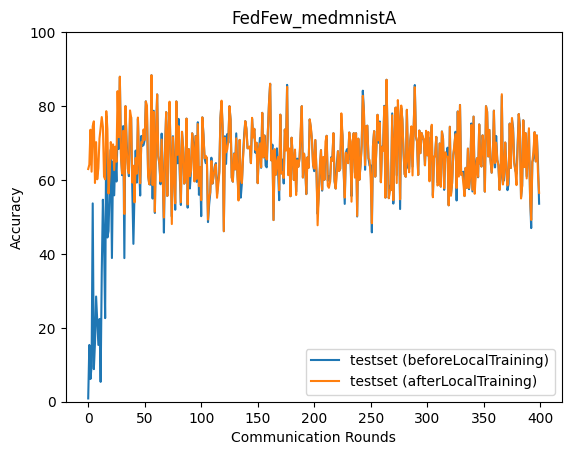 FedFew_medmnistA
100
80
60
40
20
0
Accuracy
0 50 100 150 200 250 300 350 400
Communication Rounds
testset (beforeLocalTraining)
testset (afterLocalTraining)